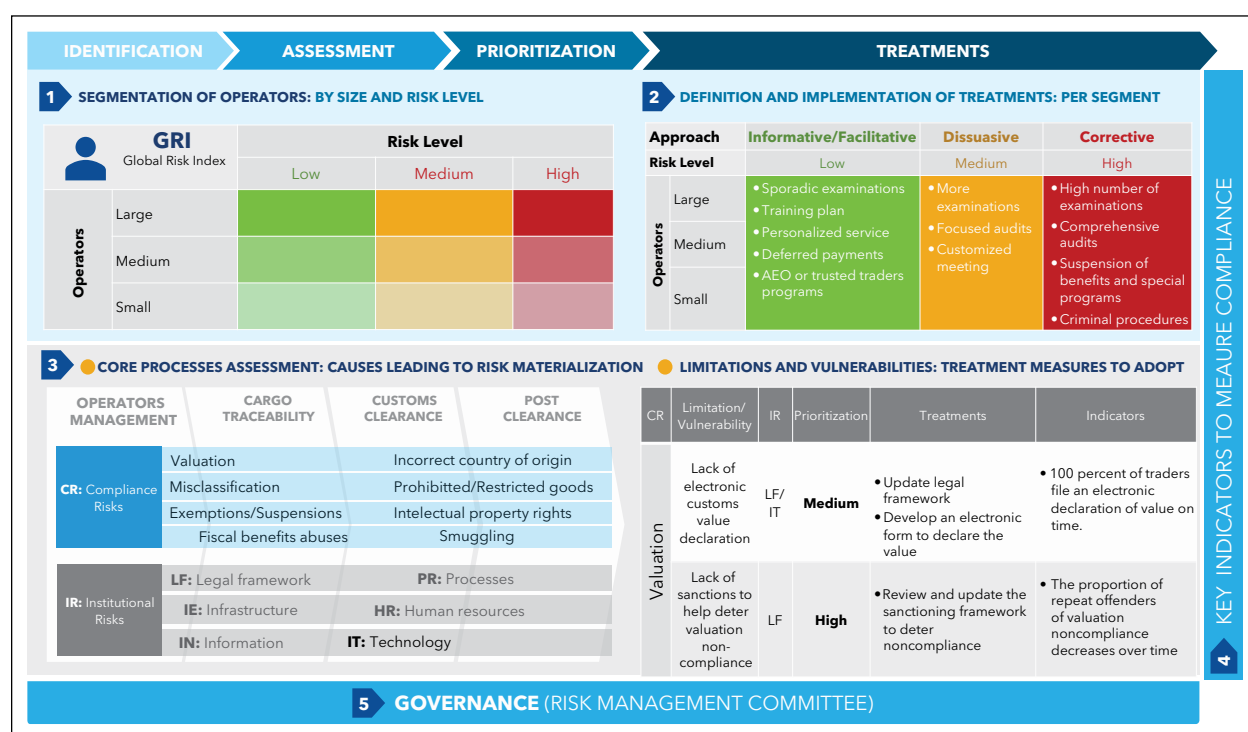 IDENTIFICATION
ASSESSMENT
PRIORITIZATION
TREATMENTS
1 SEGMENTATION OF OPERATORS: BY SIZE AND RISK LEVEL
GRI
Global Risk Index
Risk Level
Low
Medium
High
Operators
Large
Medium
Small
2 DEFINITION AND IMPLEMENTATION OF TREATMENTS: PER SEGMENT
Approach
Informative/Facilitative
Dissuasive
Corrective
Risk Level
Low
Medium
High
Operators
Large
Medium
Small
• Sporadic examinations
• Training plan
• Personalized service
• Deferred payments
• AEO or trusted traders
programs
• More
examinations
• Focused audits
• Customized
meeting
• High number of
examinations
• Comprehensive
audits
• Suspension of
benefits and special
programs
• Criminal procedures
3 CORE PROCESSES ASSESSMENT: CAUSES LEADING TO RISK MATERIALIZATION
LIMITATIONS AND VULNERABILITIES: TREATMENT MEASURES TO ADOPT
OPERATORS
MANAGEMENT
CARGO
TRACEABILITY
CUSTOMS
CLEARANCE
POST
CLEARANCE
CR: Compliance
Risks
Valuation
Incorrect country of origin
Misclassification
Prohibitted/Restricted goods
Exemptions/Suspensions
Intelectual property rights
Fiscal benefits abuses
Smuggling
IR: Institutional
Risks
LF: Legal framework
PR: Processes
IE: Infrastructure
HR: Human resources
IN: Information
IT: Technology
CR
Limitation/
Vulnerability
IR
Prioritization
Treatments
Indicators
Valuation
Lack of
electronic
customs
value
declaration
LF/
IT
Medium
• Update legal
framework
• Develop an electronic
form to declare the
value
• 100 percent of traders
file an electronic
declaration of value on
time.
Lack of
sanctions to
help deter
valuation
non-
compliance
LF
High
• Review and update the
sanctioning framework
to deter
noncompliance
• The proportion of
repeat offenders
of valuation
noncompliance
decreases over time
4 KEY INDICATORS TO MEAURE COMPLIANCE
5 GOVERNANCE (RISK MANAGEMENT COMMITTEE)